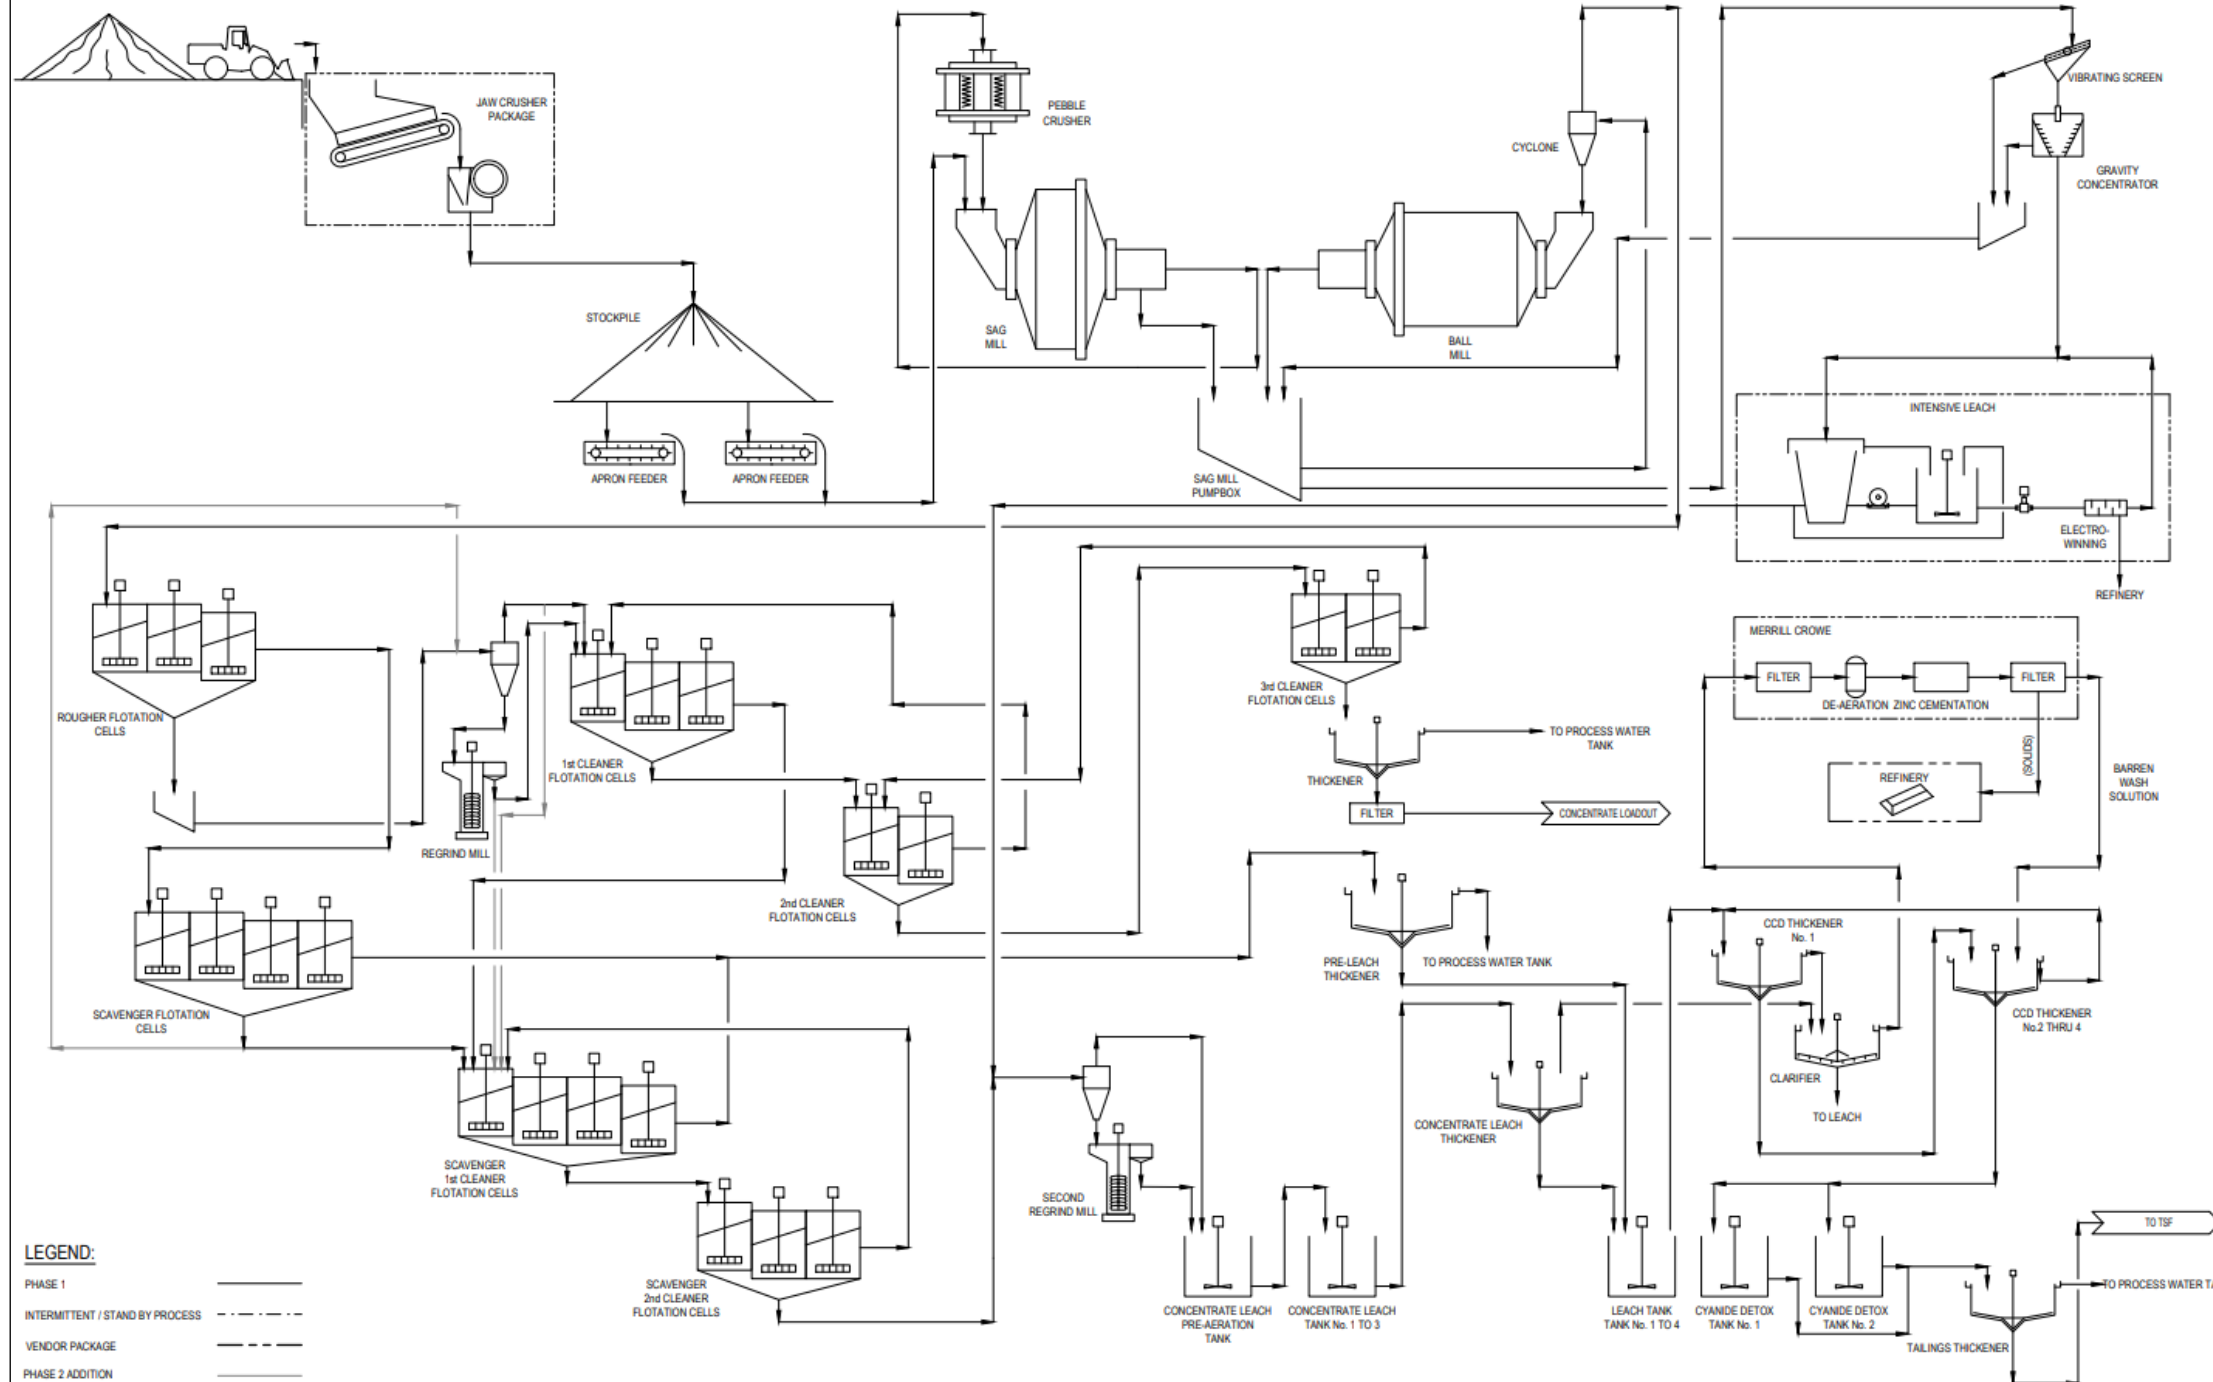 JAW CRUSHER
PACKAGE
PEBBLE
CRUSHER
CYCLONE
VIBRATING SCREEN
GRAVITY
CONCENTRATOR
STOCKPILE
SAG
MILL
BALL
MILL
APRON FEEDER
APRON FEEDER
SAG MILL
PUMPBOX
INTENSIVE LEACH
ELECTRO-
WINNING
REFINERY
ROUGHER FLOTATION
CELLS
REGRIND MILL
1st CLEANER
FLOTATION CELLS
2nd CLEANER
FLOTATION CELLS
3rd CLEANER
FLOTATION CELLS
THICKENER
TO PROCESS WATER
TANK
FILTER
CONCENTRATE LOADOUT
MERRILL CROWE
FILTER
FILTER
DE-AERATION
ZINC CEMENTATION
(SOLIDS)
REFINERY
BARREN
WASH
SOLUTION
SCAVENGER FLOTATION
CELLS
PRE-LEACH
THICKENER
TO PROCESS WATER TANK
CCD THICKENER
No. 1
CCD THICKENER
No.2 THRU 4
CLARIFIER
TO LEACH
CONCENTRATE LEACH
THICKENER
SCAVENGER
1st CLEANER
FLOTATION CELLS
SECOND
REGRIND MILL
SCAVENGER
2nd CLEANER
FLOTATION CELLS
CONCENTRATE LEACH
PRE-AERATION
TANK
CONCENTRATE LEACH
TANK No. 1 TO 3
LEACH TANK
TANK No. 1 TO 4
CYANIDE DETOX
TANK No. 1
CYANIDE DETOX
TANK No. 2
TO TSF
TO PROCESS WATER TA
TAILINGS THICKENER
LEGEND:
PHASE 1
INTERMITTENT / STAND BY PROCESS
VENDOR PACKAGE
PHASE 2 ADDITION